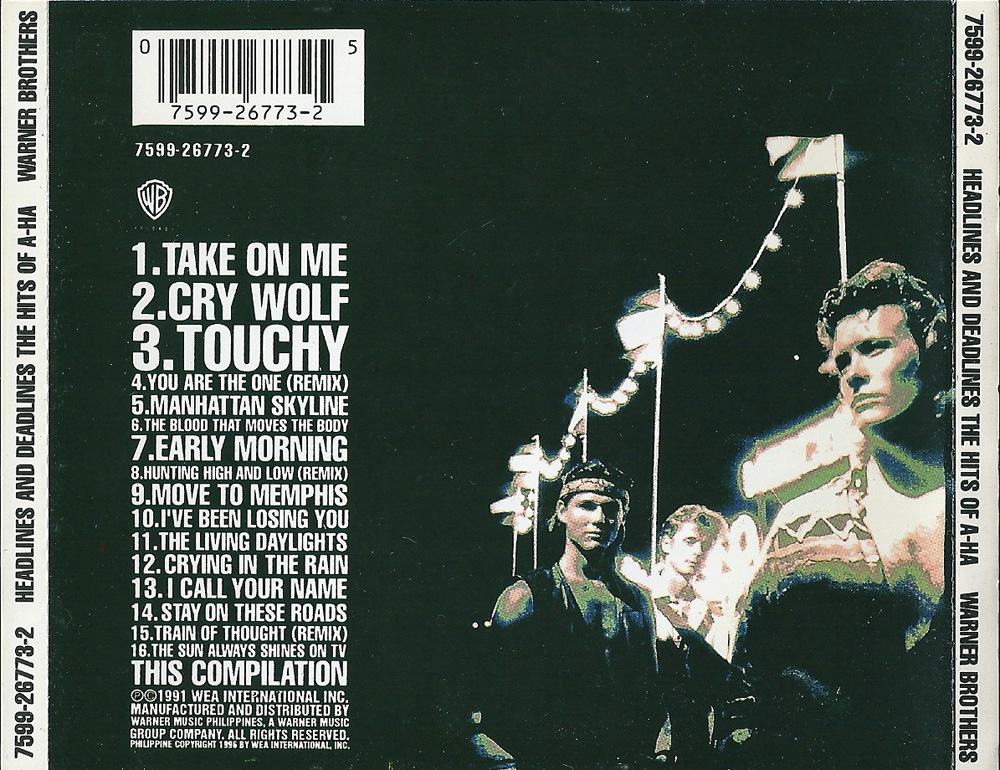 7599-26773-2 HEADLINES AND DEADLINES THE HITS OF A-HA WARNER BROTHERS
0 5
7599-26773-2
7599-26773-2
WB
1.TAKE ON ME
2.CRY WOLF
3.TOUCHY
4.YOU ARE THE ONE (REMIX)
5.MANHATTAN SKYLINE
6.THE BLOOD THAT MOVES THE BODY
7.EARLY MORNING
8.HUNTING HIGH AND LOW (REMIX)
9.MOVE TO MEMPHIS
10.I'VE BEEN LOSING YOU
11.THE LIVING DAYLIGHTS
12.CRYING IN THE RAIN
13.I CALL YOUR NAME
14.STAY ON THESE ROADS
15.TRAIN OF THOUGHT (REMIX)
16.THE SUN ALWAYS SHINES ON TV
THIS COMPILATION
℗©1991 WEA INTERNATIONAL INC.
MANUFACTURED AND DISTRIBUTED BY
WARNER MUSIC PHILIPPINES, A WARNER MUSIC
GROUP COMPANY. ALL RIGHTS RESERVED.
PHILIPPINE COPYRIGHT 1996 BY WEA INTERNATIONAL, INC.
7599-26773-2 HEADLINES AND DEADLINES THE HITS OF A-HA WARNER BROTHERS